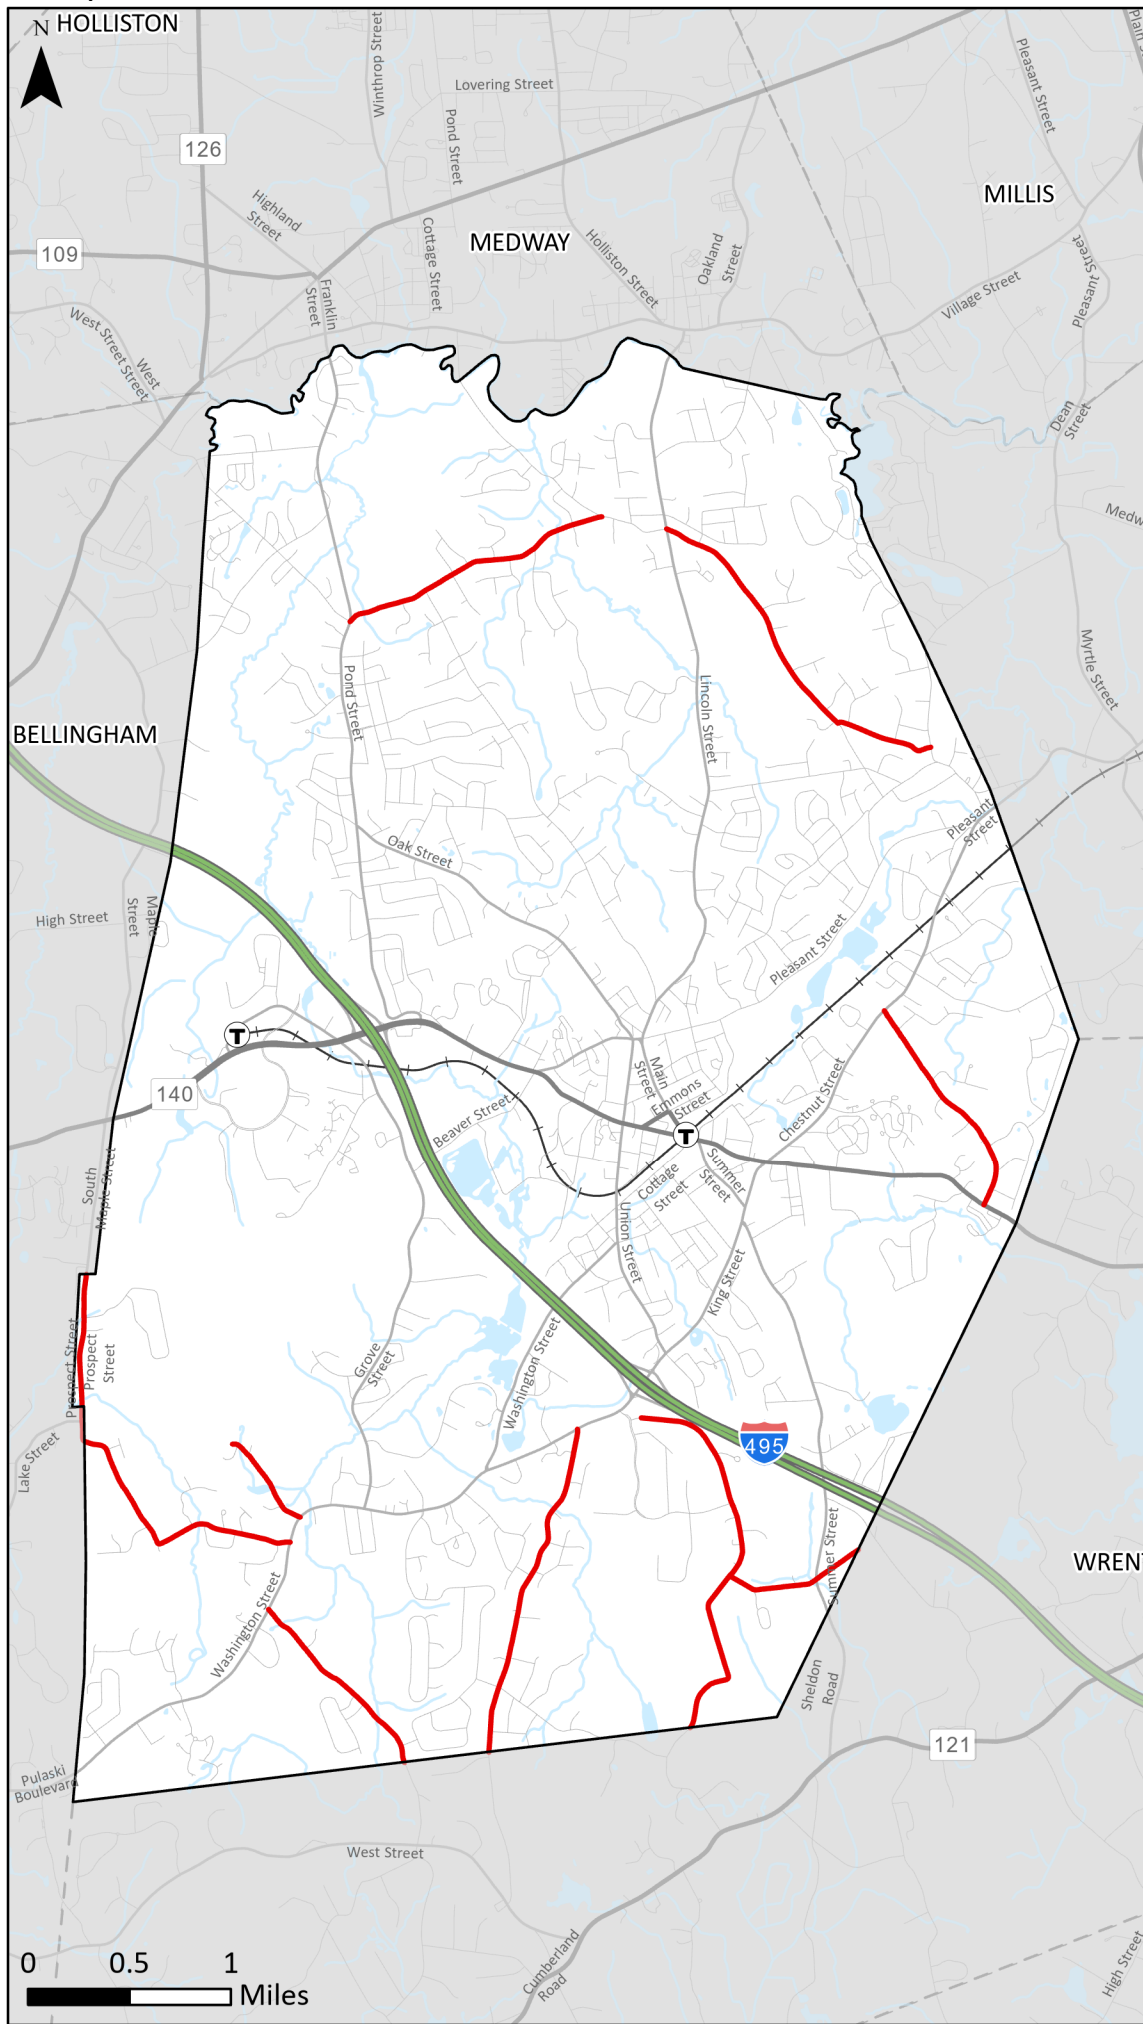 N
HOLLISTON
Winthrop Street
Lovering Street
Pond Street
Pleasant Street
Plain
126
Highland
Street
MILLIS
109
Cottage Street
MEDWAY
Holliston Street
Oakland
Street
Pleasant Street
Franklin
Street
Village Street
West Street
West
Street
Dean
Street
Medw
Myrtle Street
Pond Street
Lincoln Street
BELLINGHAM
Pleasant
Street
Oak Street
High Street
Maple
Street
Pleasant Street
T
140
Main
Street
Emmons
Street
T
Chestnut Street
Beaver Street
Summer
Street
Cottage
Street
South
Maple Street
Union Street
King Street
Prospect Street
Prospect
Street
Grove
Street
Washington Street
Lake Street
495
Summer Street
WRENT
Washington Street
Sheldon
Road
121
Pulaski
Boulevard
West Street
Cumberland
Road
High Street
0 0.5 1
Miles